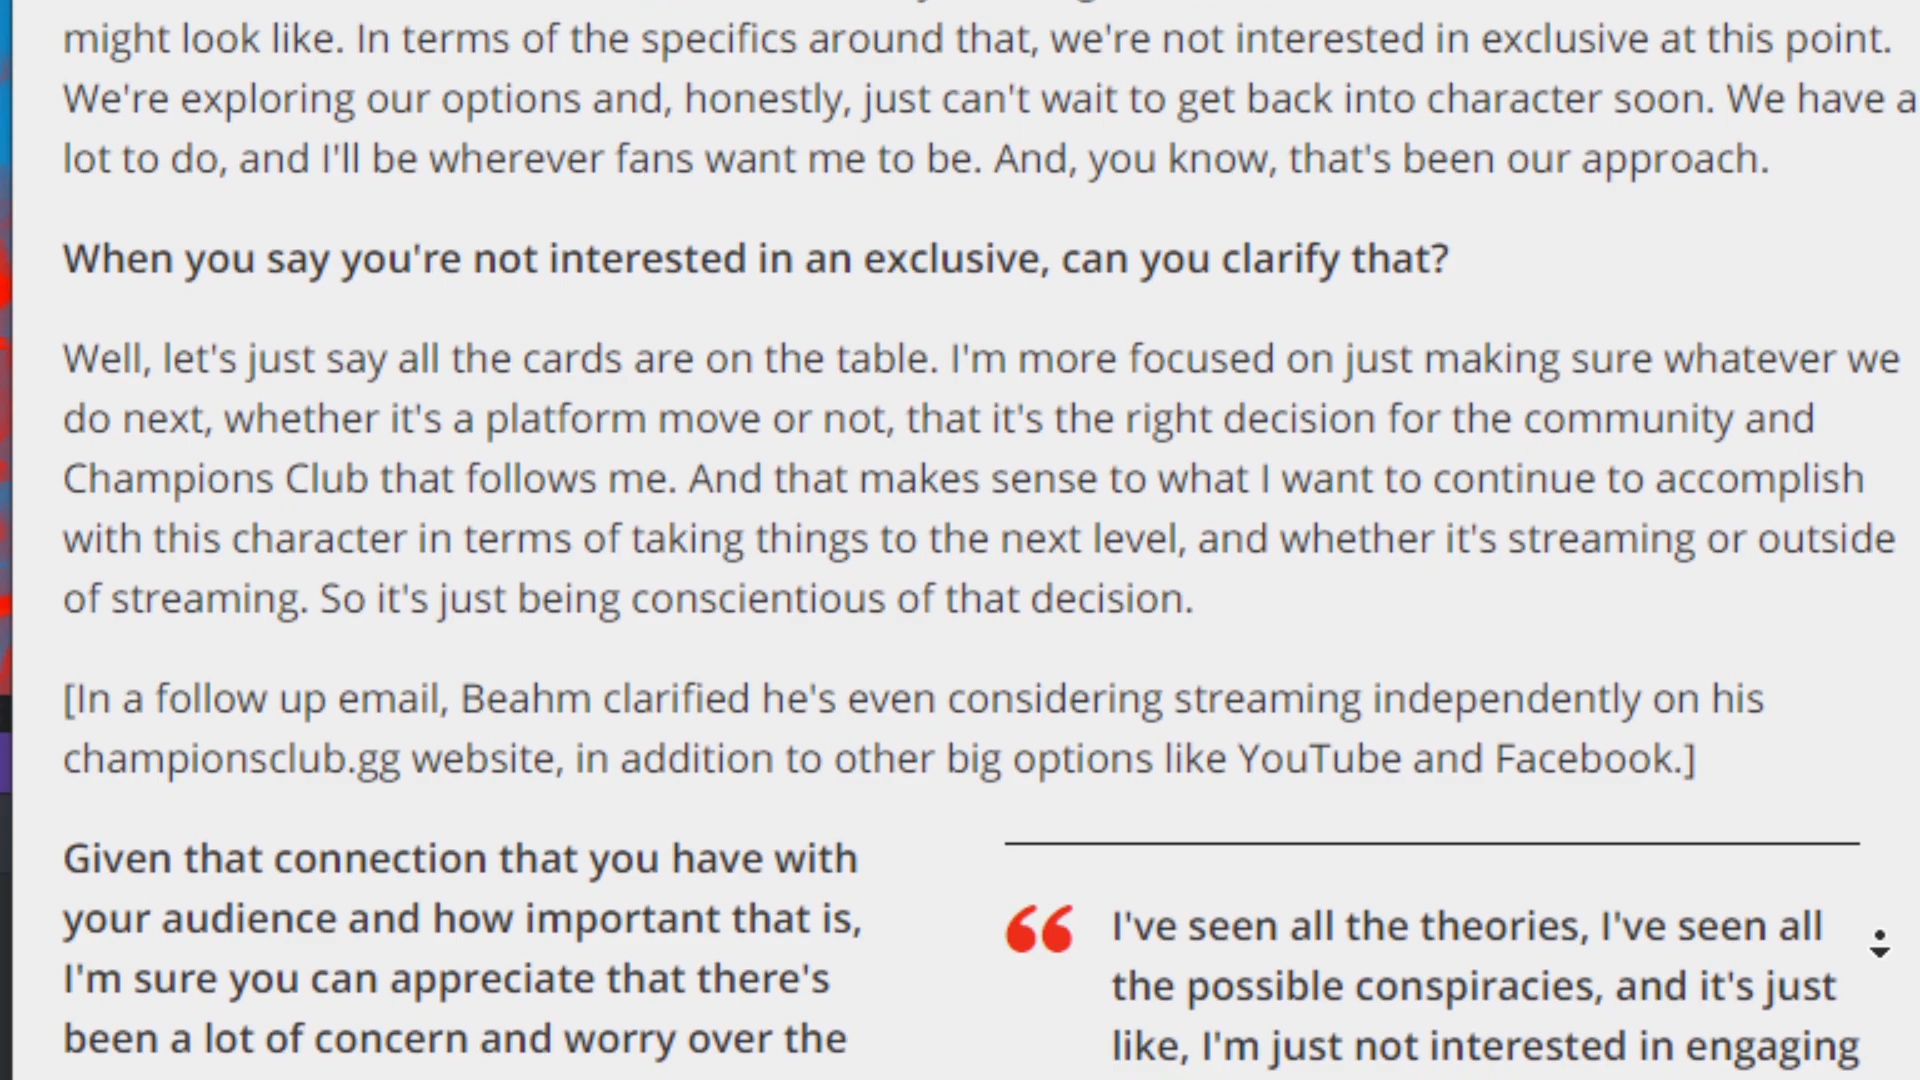 might look like. In terms of the specifics around that, we're not interested in exclusive at this point.
We're exploring our options and, honestly, just can't wait to get back into character soon. We have a
lot to do, and I'll be wherever fans want me to be. And, you know, that's been our approach.
When you say you're not interested in an exclusive, can you clarify that?
Well, let's just say all the cards are on the table. I'm more focused on just making sure whatever we
do next, whether it's a platform move or not, that it's the right decision for the community and
Champions Club that follows me. And that makes sense to what I want to continue to accomplish
with this character in terms of taking things to the next level, and whether it's streaming or outside
of streaming. So it's just being conscientious of that decision.
[In a follow up email, Beahm clarified he's even considering streaming independently on his
championsclub.gg website, in addition to other big options like YouTube and Facebook.]
Given that connection that you have with
your audience and how important that is,
I'm sure you can appreciate that there's
been a lot of concern and worry over the
“ I've seen all the theories, I've seen all
the possible conspiracies, and it's just
like, I'm just not interested in engaging